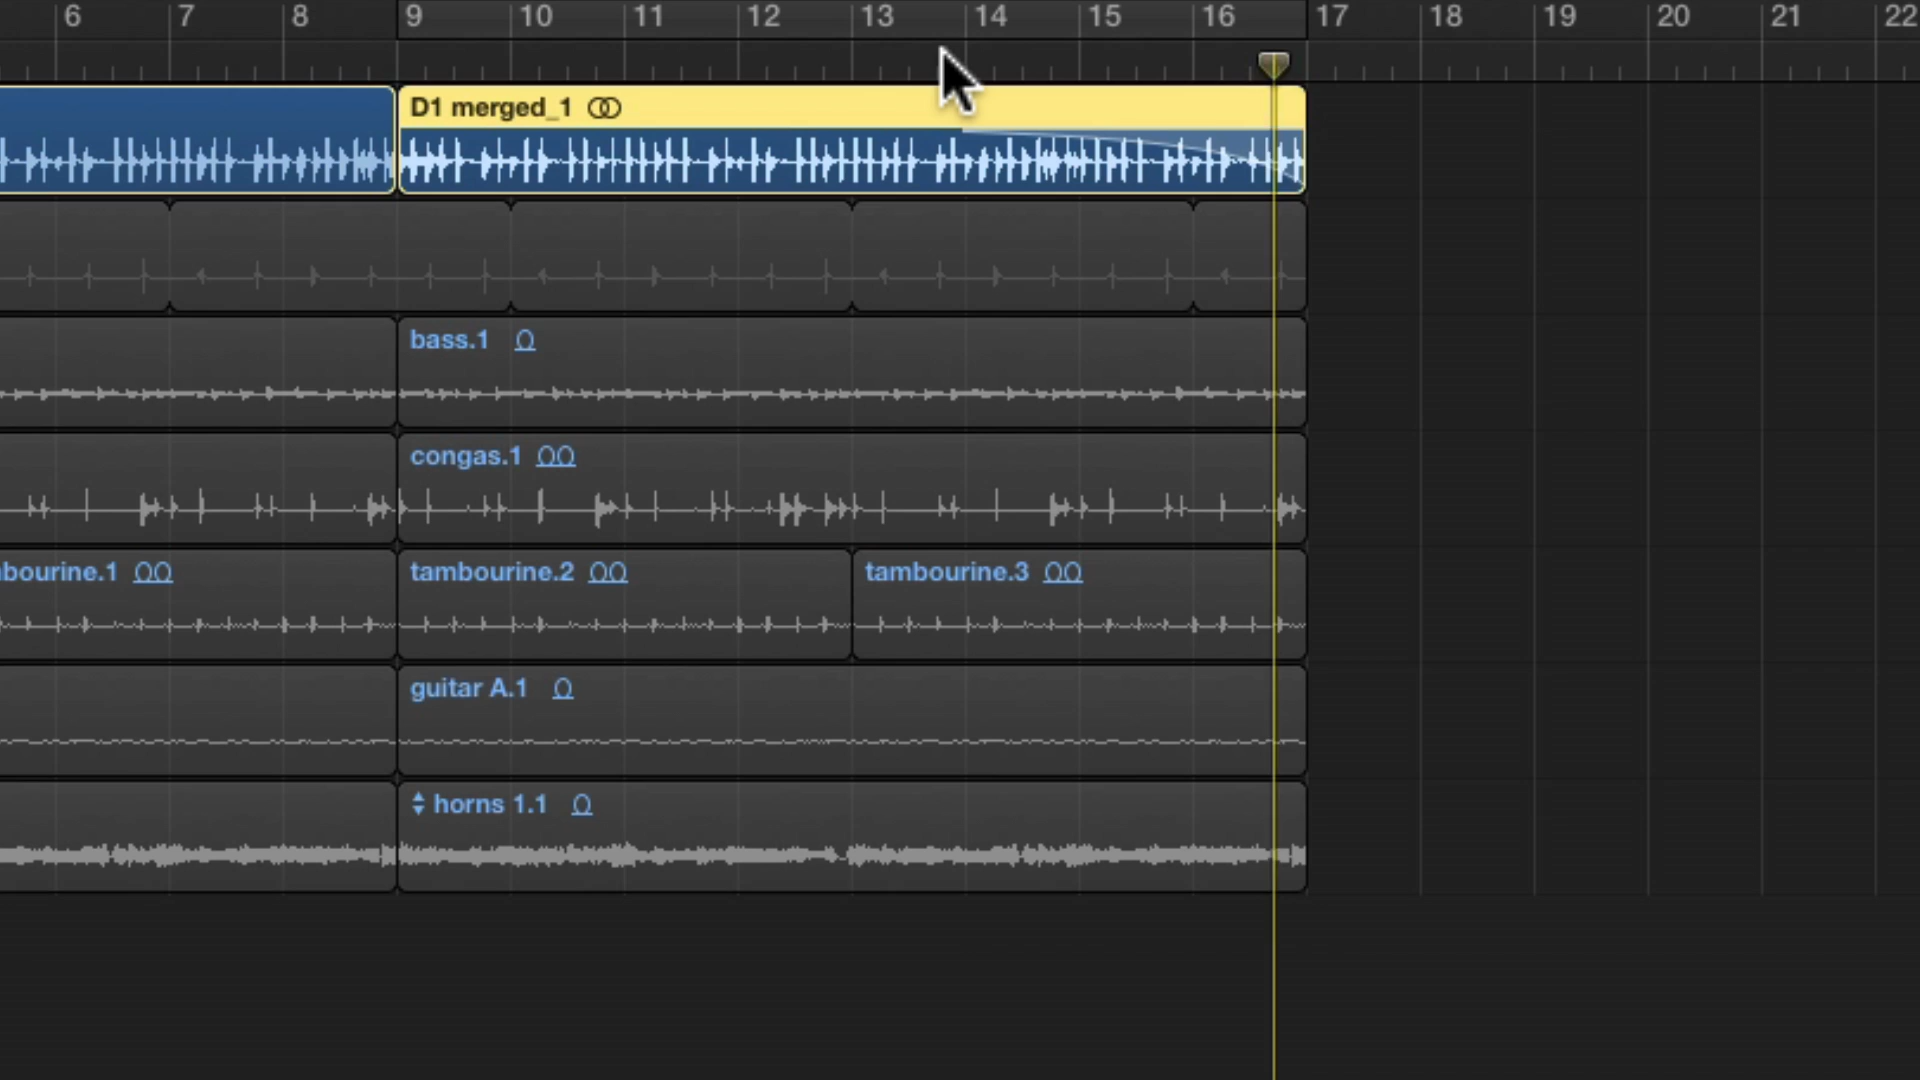 6 7 8 9 10 11 12 13 14 15 16 17 18 19 20 21 22
D1 merged_1
bass.1
congas.1
bourine.1 tambourine.2 tambourine.3
guitar A.1
horns 1.1